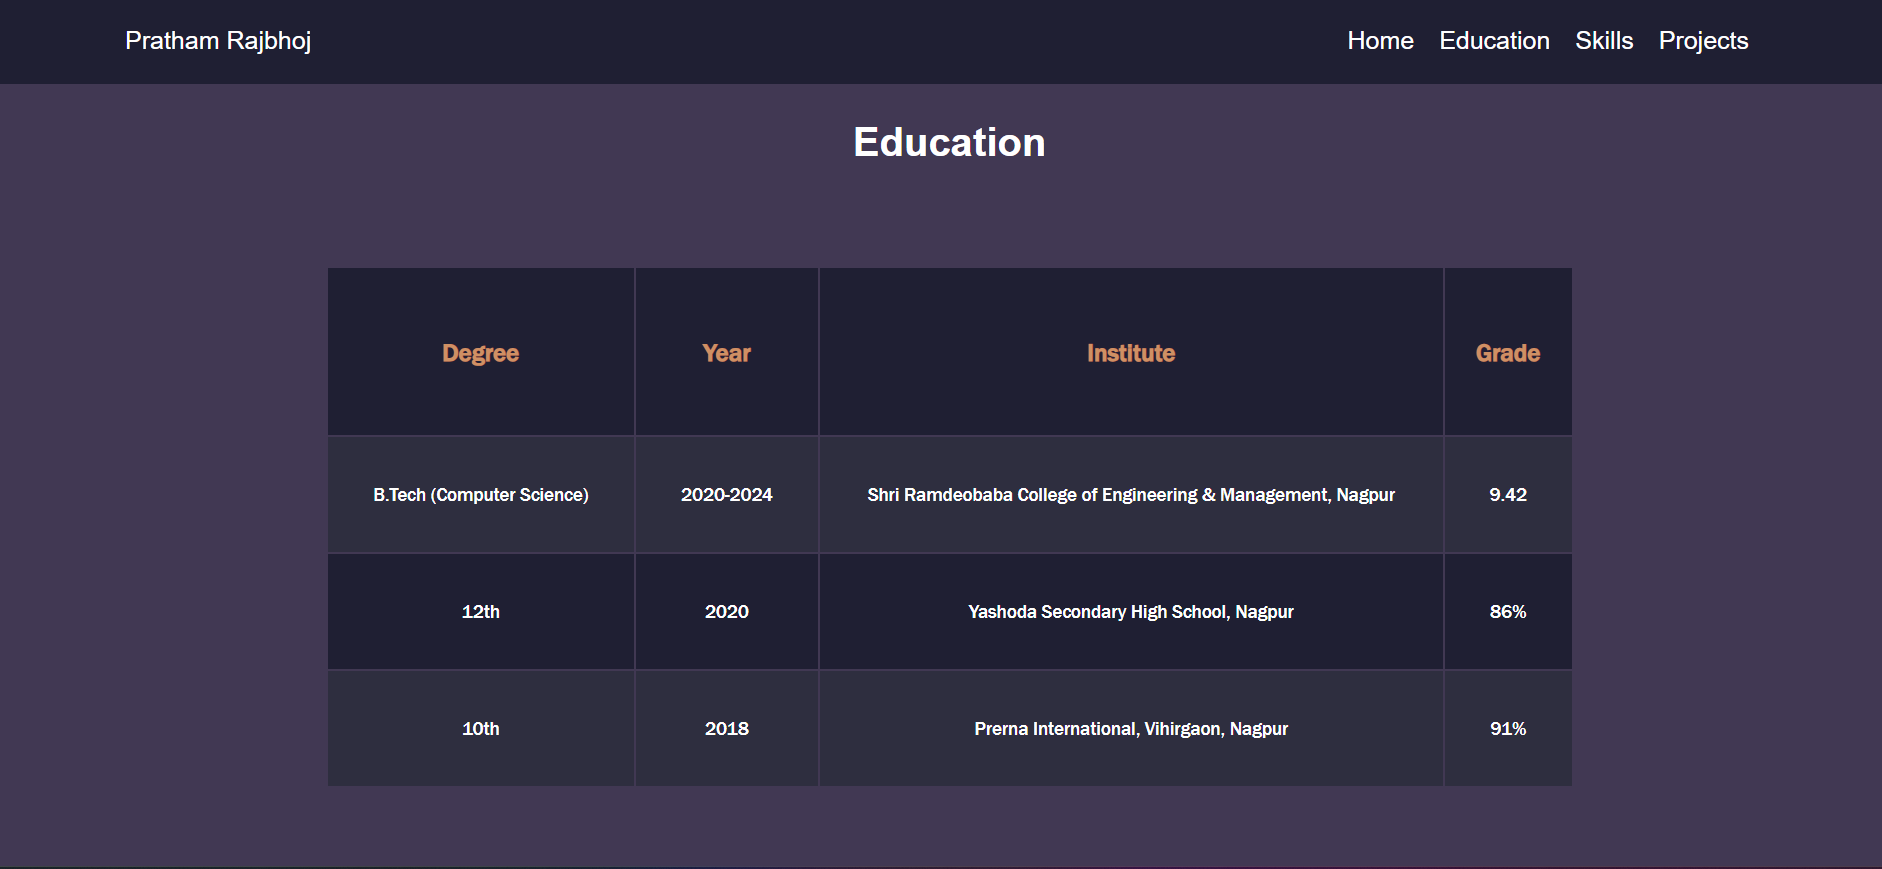 Pratham Rajbhoj Home Education Skills Projects
Education
Degree Year Institute Grade
B.Tech (Computer Science) 2020-2024 Shri Ramdeobaba College of Engineering & Management, Nagpur 9.42
12th 2020 Yashoda Secondary High School, Nagpur 86%
10th 2018 Prerna International, Vihirgaon, Nagpur 91%